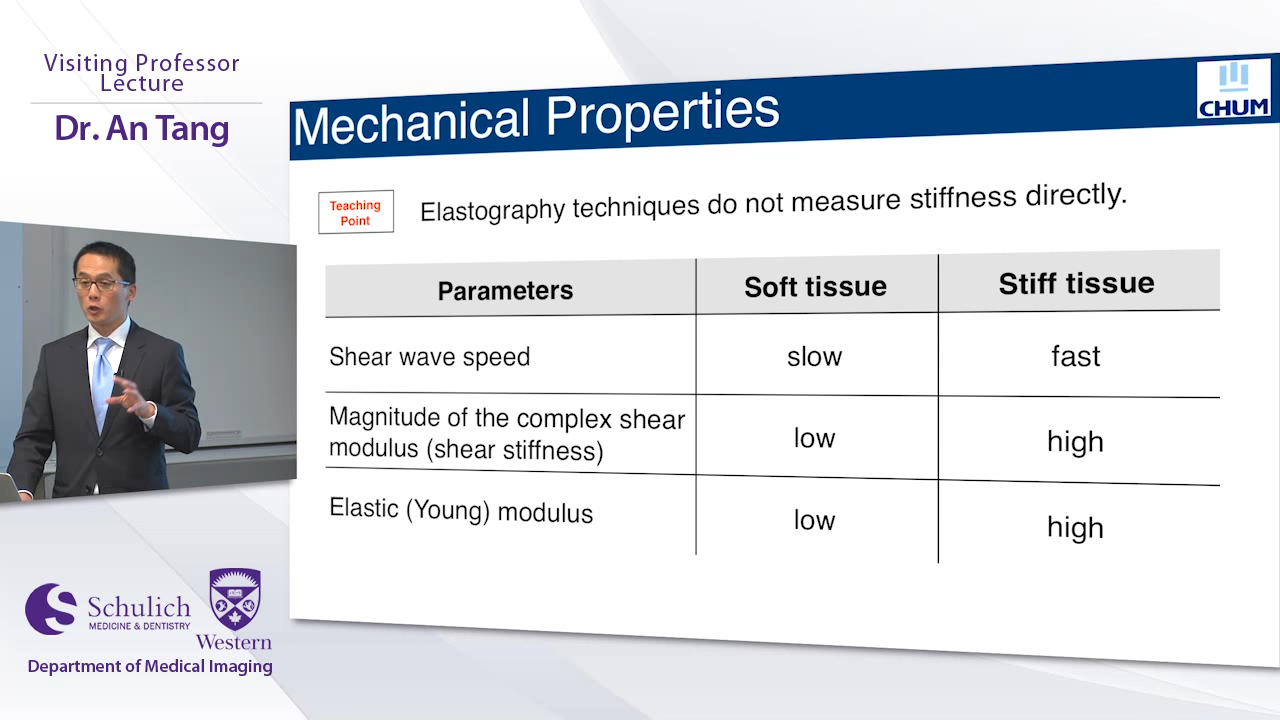 Visiting Professor
Lecture
Dr. An Tang
Mechanical Properties
CHUM
Teaching
Point
Elastography techniques do not measure stiffness directly.
Parameters Soft tissue Stiff tissue
Shear wave speed slow fast
Magnitude of the complex shear
modulus (shear stiffness) low high
Elastic (Young) modulus low high
Schulich
MEDICINE & DENTISTRY
Western
Department of Medical Imaging